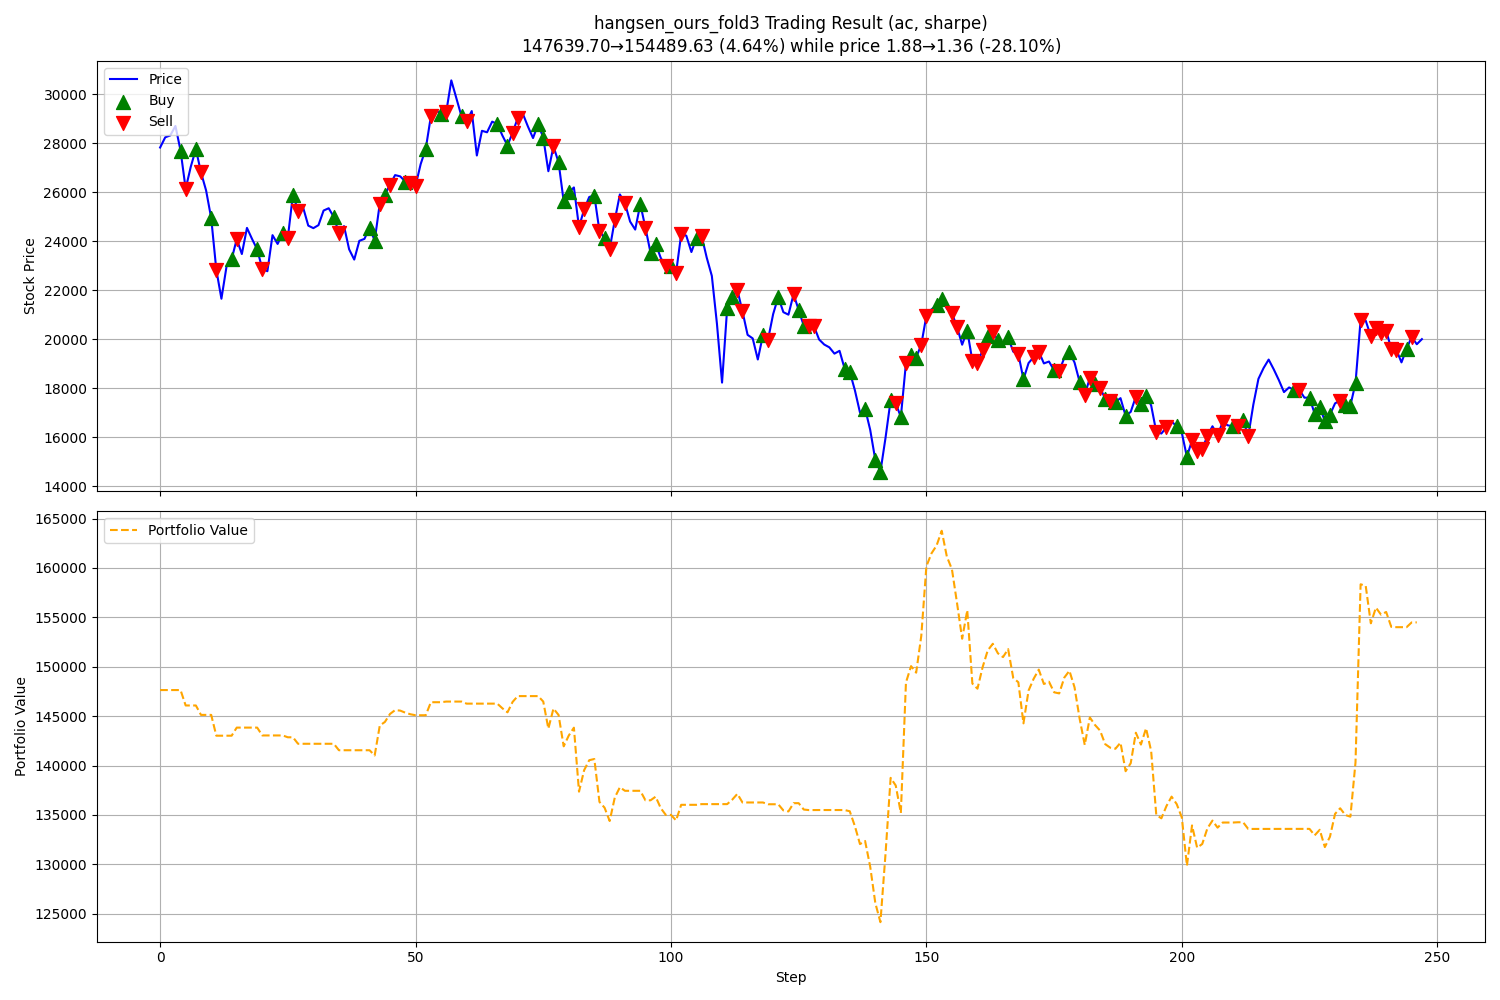 hangsen_ours_fold3 Trading Result (ac, sharpe)
147639.70→154489.63 (4.64%) while price 1.88→1.36 (-28.10%)
Price
Buy
Sell
Stock Price
30000
28000
26000
24000
22000
20000
18000
16000
14000
Portfolio Value
Portfolio Value
165000
160000
155000
150000
145000
140000
135000
130000
125000
0 50 100 150 200 250
Step